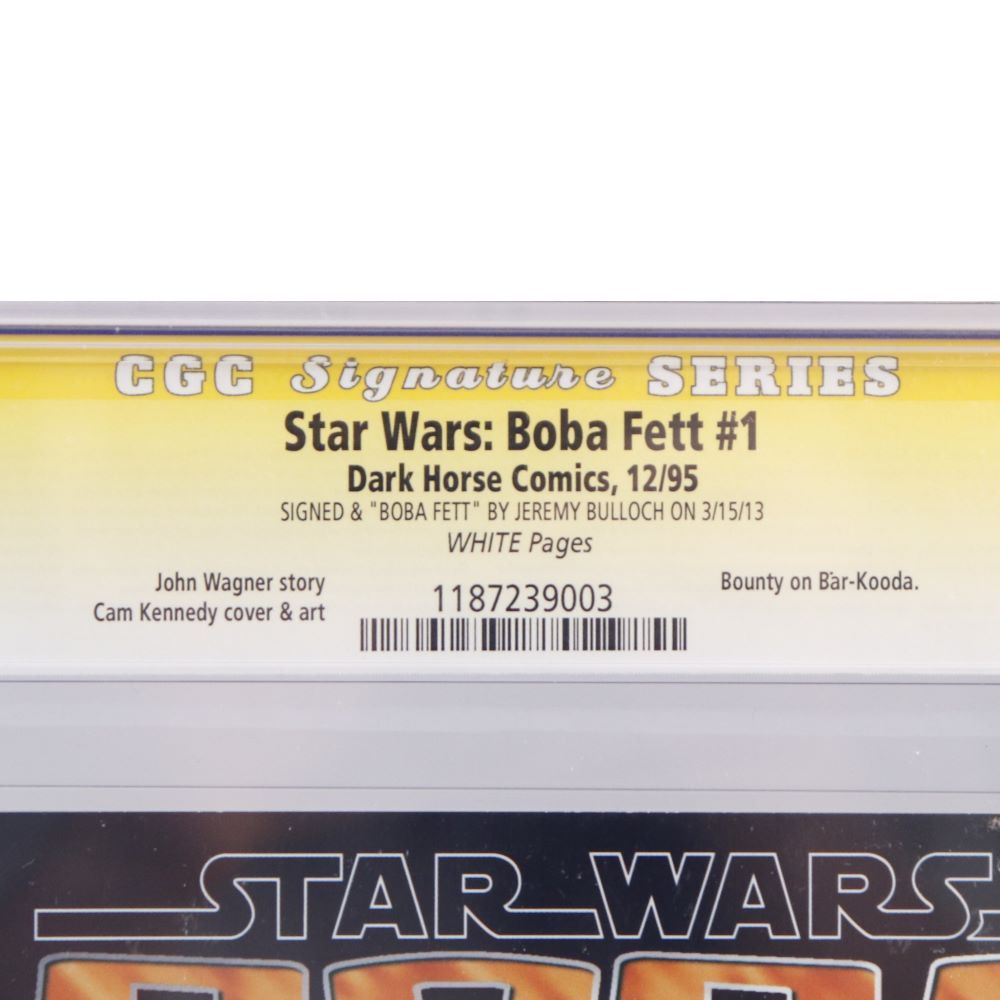 CGC Signature SERIES
Star Wars: Boba Fett #1
Dark Horse Comics, 12/95
SIGNED & "BOBA FETT" BY JEREMY BULLOCH ON 3/15/13
WHITE Pages
John Wagner story
Cam Kennedy cover & art
1187239003
Bounty on Bar-Kooda.
STAR WARS